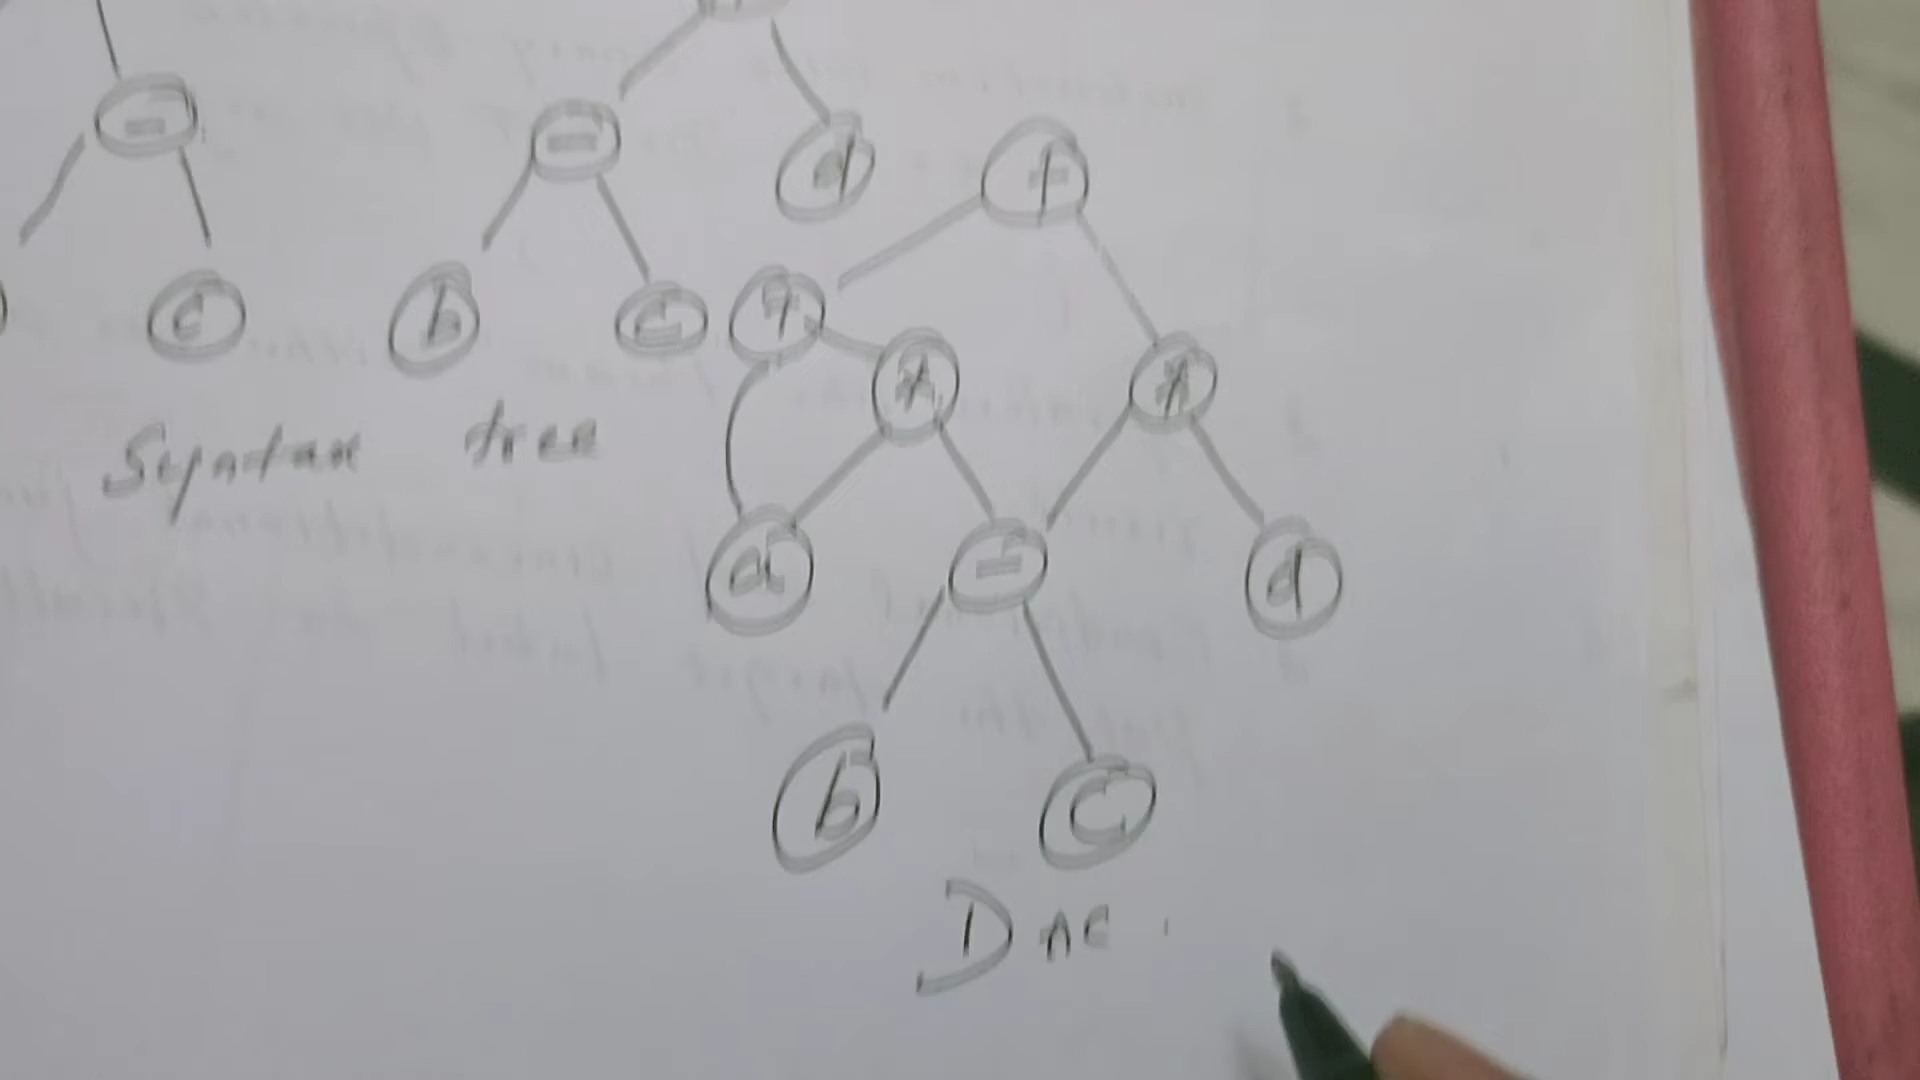 -
- d +
b c c + * *
Syntax tree
a - d
b c
DAG.